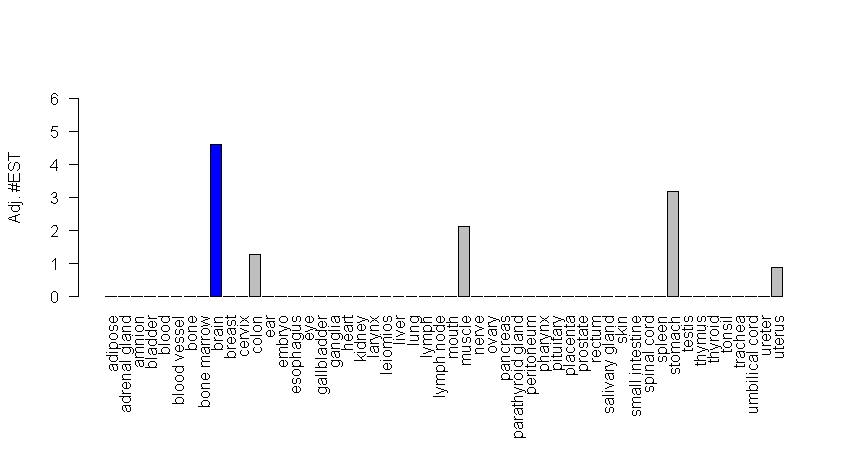 Adj. #EST
6
5
4
3
2
1
0
adipose
adrenal gland
amnion
bladder
blood
blood vessel
bone
bone marrow
brain
breast
cervix
colon
ear
embryo
esophagus
eye
gallbladder
ganglia
heart
kidney
larynx
leiomios
liver
lung
lymph
lymph node
mouth
muscle
nerve
ovary
pancreas
parathyroid gland
peritoneum
pharynx
pituitary
placenta
prostate
rectum
salivary gland
skin
small intestine
spinal cord
spleen
stomach
testis
thymus
thyroid
tonsil
trachea
umbilical cord
ureter
uterus